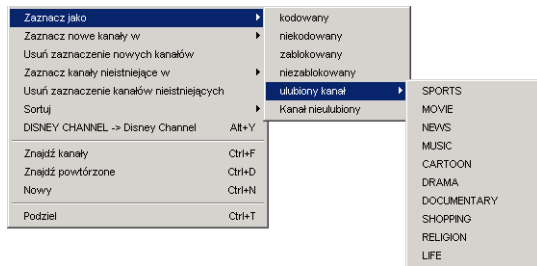 Zaznacz jako
Zaznacz nowe kanały w
Usuń zaznaczenie nowych kanałów
Zaznacz kanały nieistniejące w
Usuń zaznaczenie kanałów nieistniejących
Sortuj
DISNEY CHANNEL -> Disney Channel Alt+Y
Znajdź kanały Ctrl+F
Znajdź powtórzone Ctrl+D
Nowy Ctrl+N
Podziel Ctrl+T
kodowany
niekodowany
zablokowany
niezablokowany
ulubiony kanał
Kanał nieulubiony
SPORTS
MOVIE
NEWS
MUSIC
CARTOON
DRAMA
DOCUMENTARY
SHOPPING
RELIGION
LIFE